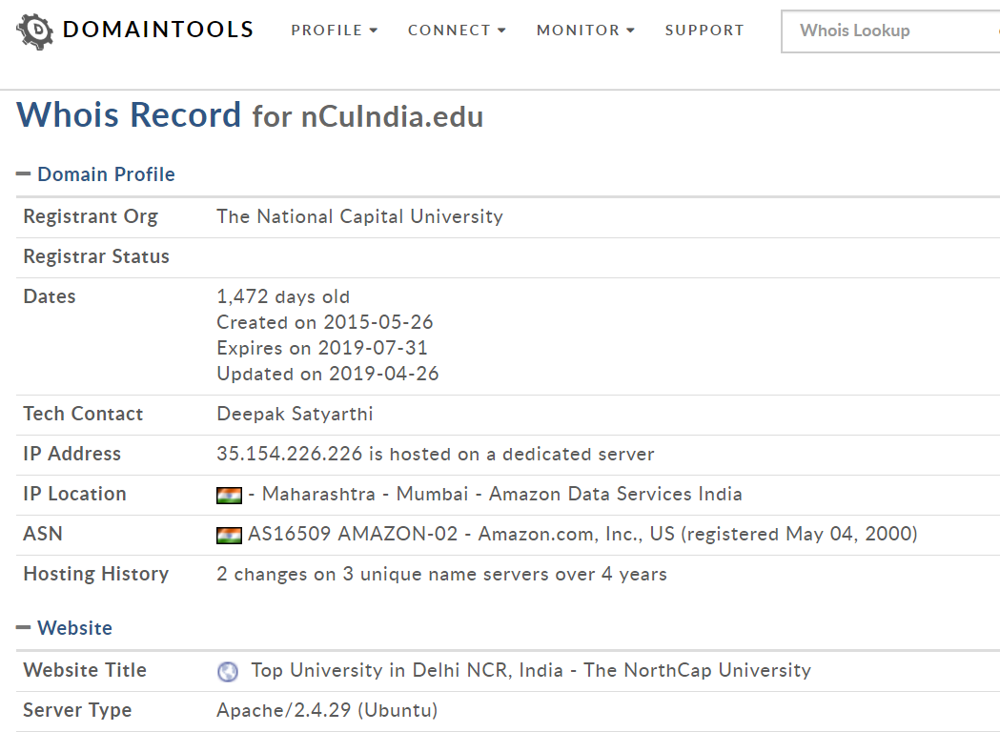 DOMAINTOOLS PROFILE CONNECT MONITOR SUPPORT Whois Lookup
Whois Record for nCuIndia.edu
Domain Profile
Registrant Org The National Capital University
Registrar Status
Dates 1,472 days old
Created on 2015-05-26
Expires on 2019-07-31
Updated on 2019-04-26
Tech Contact Deepak Satyarthi
IP Address 35.154.226.226 is hosted on a dedicated server
IP Location - Maharashtra - Mumbai - Amazon Data Services India
ASN AS16509 AMAZON-02 - Amazon.com, Inc., US (registered May 04, 2000)
Hosting History 2 changes on 3 unique name servers over 4 years
Website
Website Title Top University in Delhi NCR, India - The NorthCap University
Server Type Apache/2.4.29 (Ubuntu)